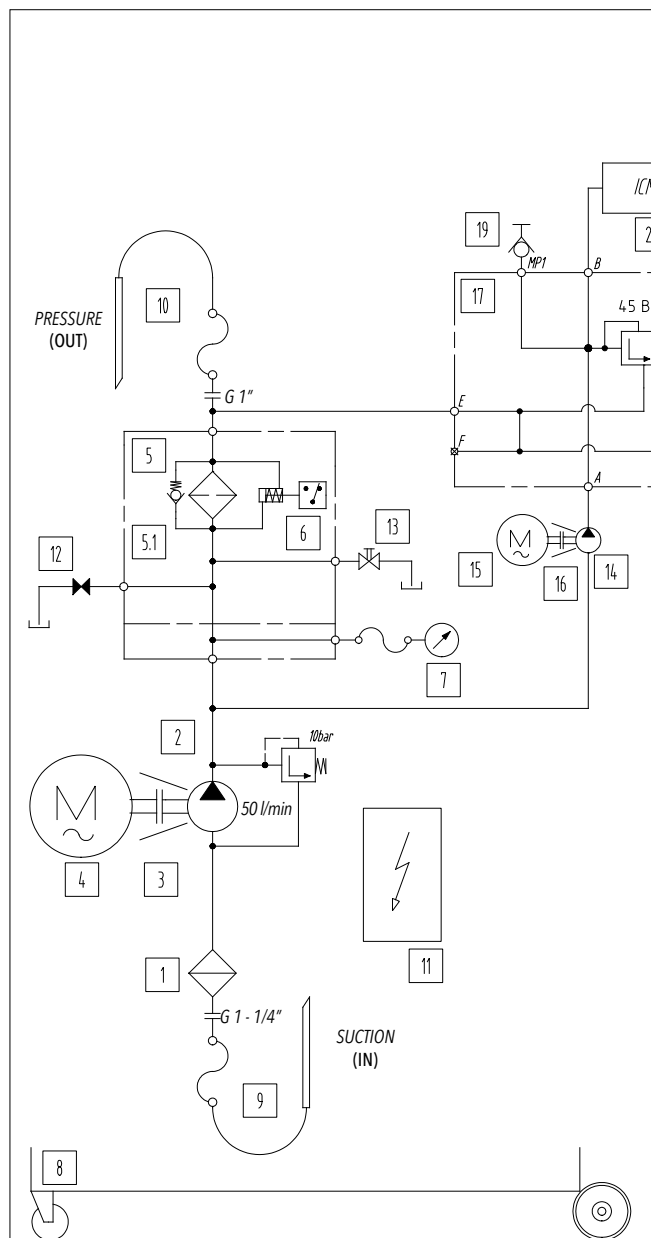 ICM
2
19
MP1
B
17
45 B
10
PRESSURE
(OUT)
G 1"
E
F
5
A
5.1
6
13
12
M
15
16
14
7
2
10bar
M
50 l/min
4
3
11
1
G 1 - 1/4"
SUCTION
(IN)
9
8